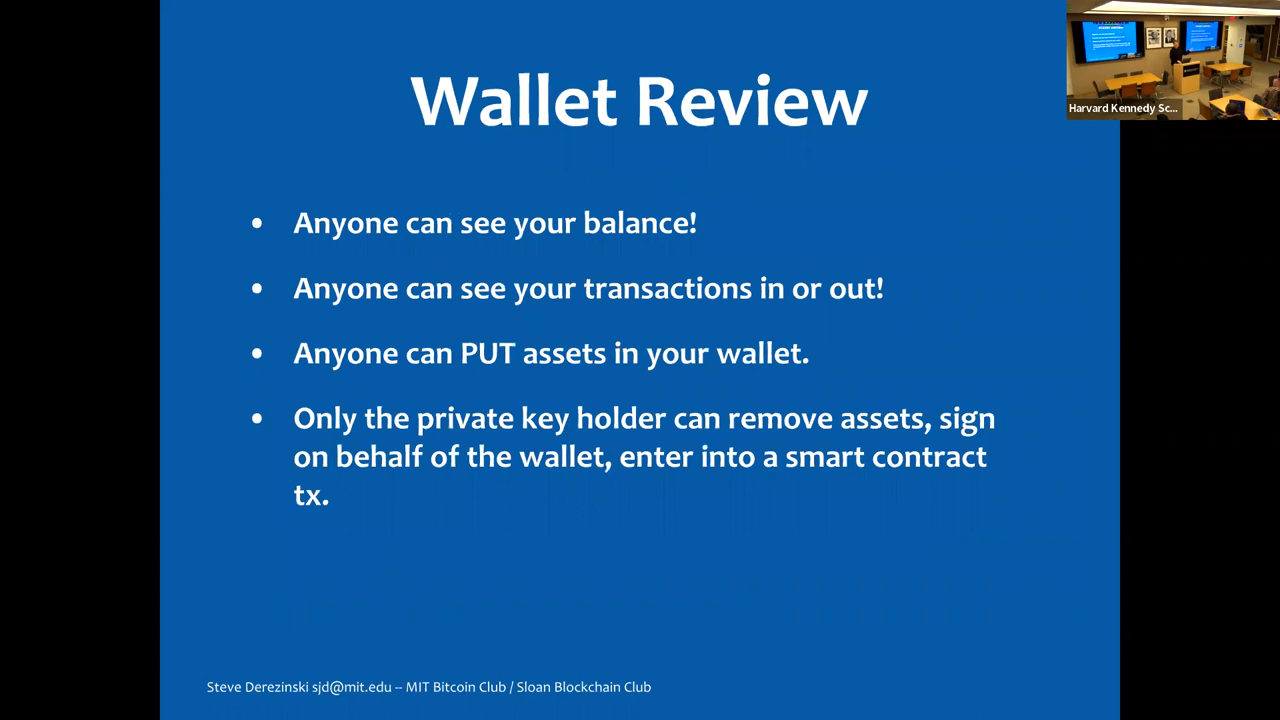 Wallet Review
Harvard Kennedy Sc...
• Anyone can see your balance!
• Anyone can see your transactions in or out!
• Anyone can PUT assets in your wallet.
• Only the private key holder can remove assets, sign
on behalf of the wallet, enter into a smart contract
tx.
Steve Derezinski sjd@mit.edu – MIT Bitcoin Club / Sloan Blockchain Club